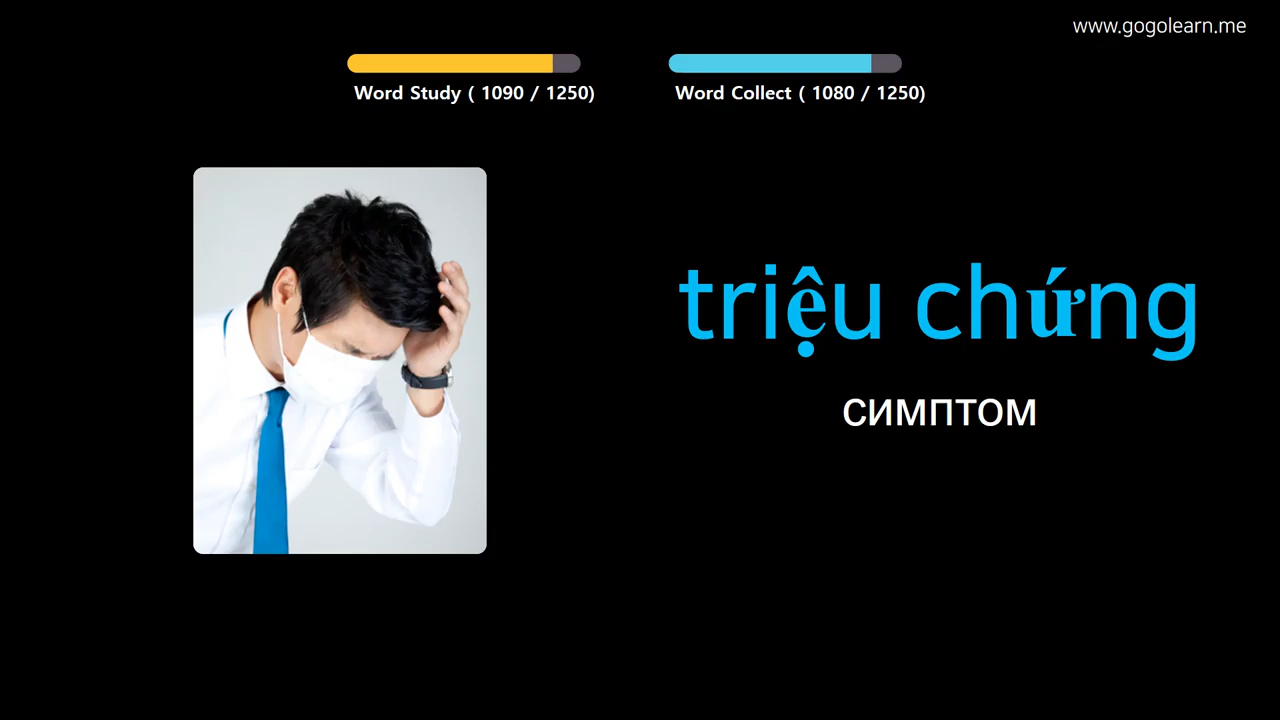 www.gogolearn.me
Word Study ( 1090 / 1250)
Word Collect ( 1080 / 1250)
triệu chứng
симптом